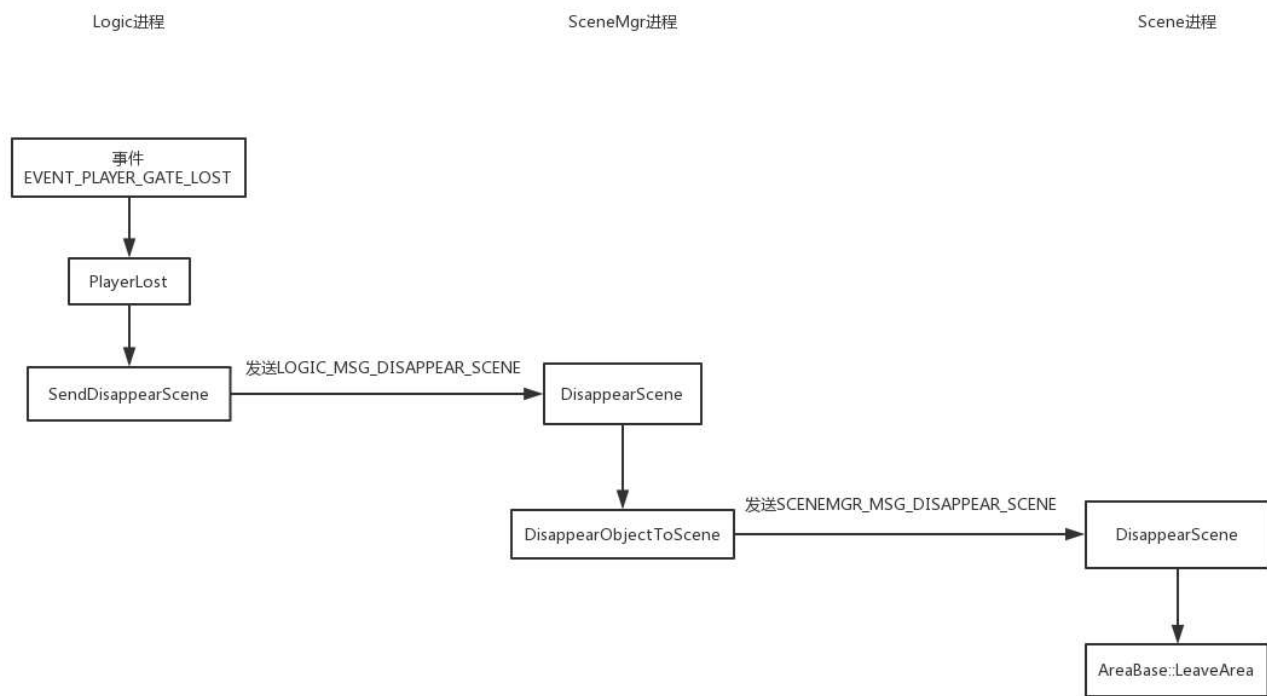 Logic进程
SceneMgr进程
Scene进程
事件
EVENT_PLAYER_GATE_LOST
PlayerLost
发送LOGIC_MSG_DISAPPEAR_SCENE
SendDisappearScene
DisappearScene
发送SCENEMGR_MSG_DISAPPEAR_SCENE
DisappearObjectToScene
DisappearScene
AreaBase::LeaveArea